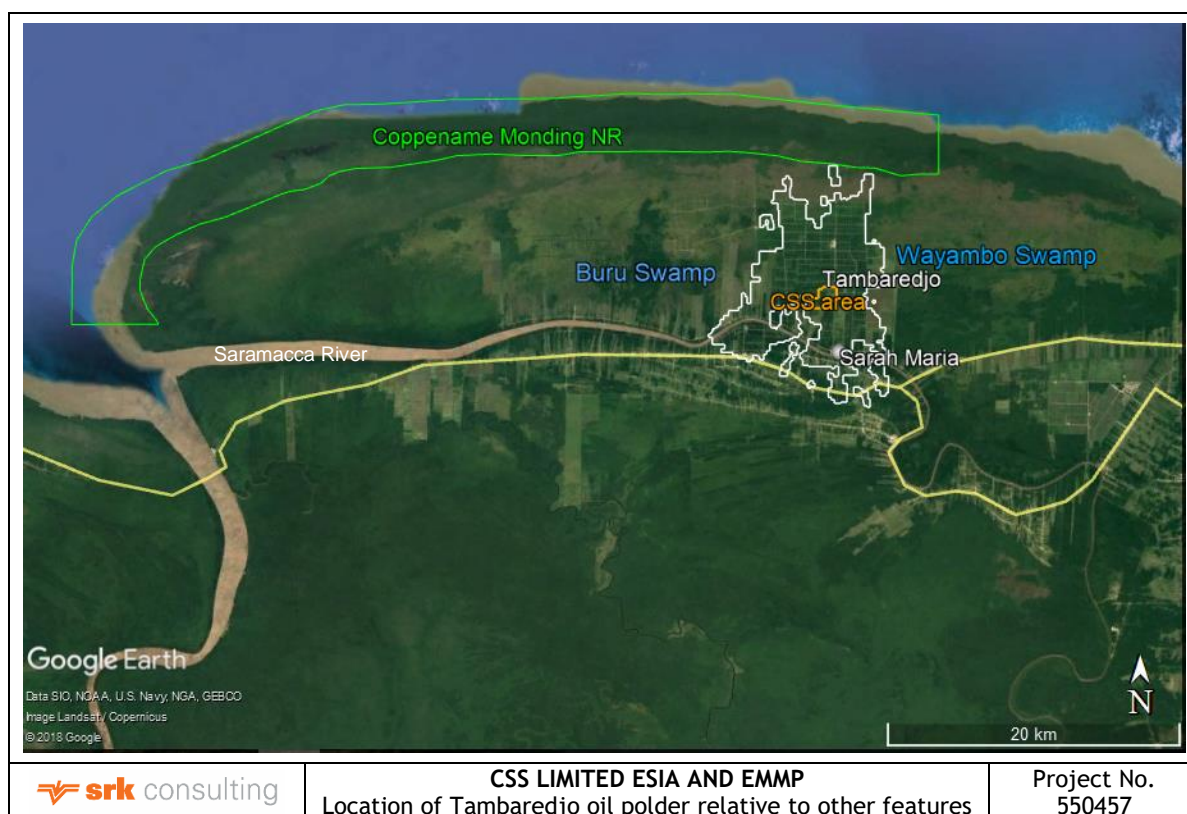 Coppename Monding NR
Wayambo Swamp
Buru Swamp
Tambaredjo
CSS area
Saramacca River
Sarah Maria
Google Earth
Data SIO, NOAA, U.S. Navy, NGA, GEBCO
Image Landsat / Copernicus
© 2018 Google
N
20 km
srk consulting
CSS LIMITED ESIA AND EMMP
Location of Tambaredjo oil polder relative to other features
Project No.
550457